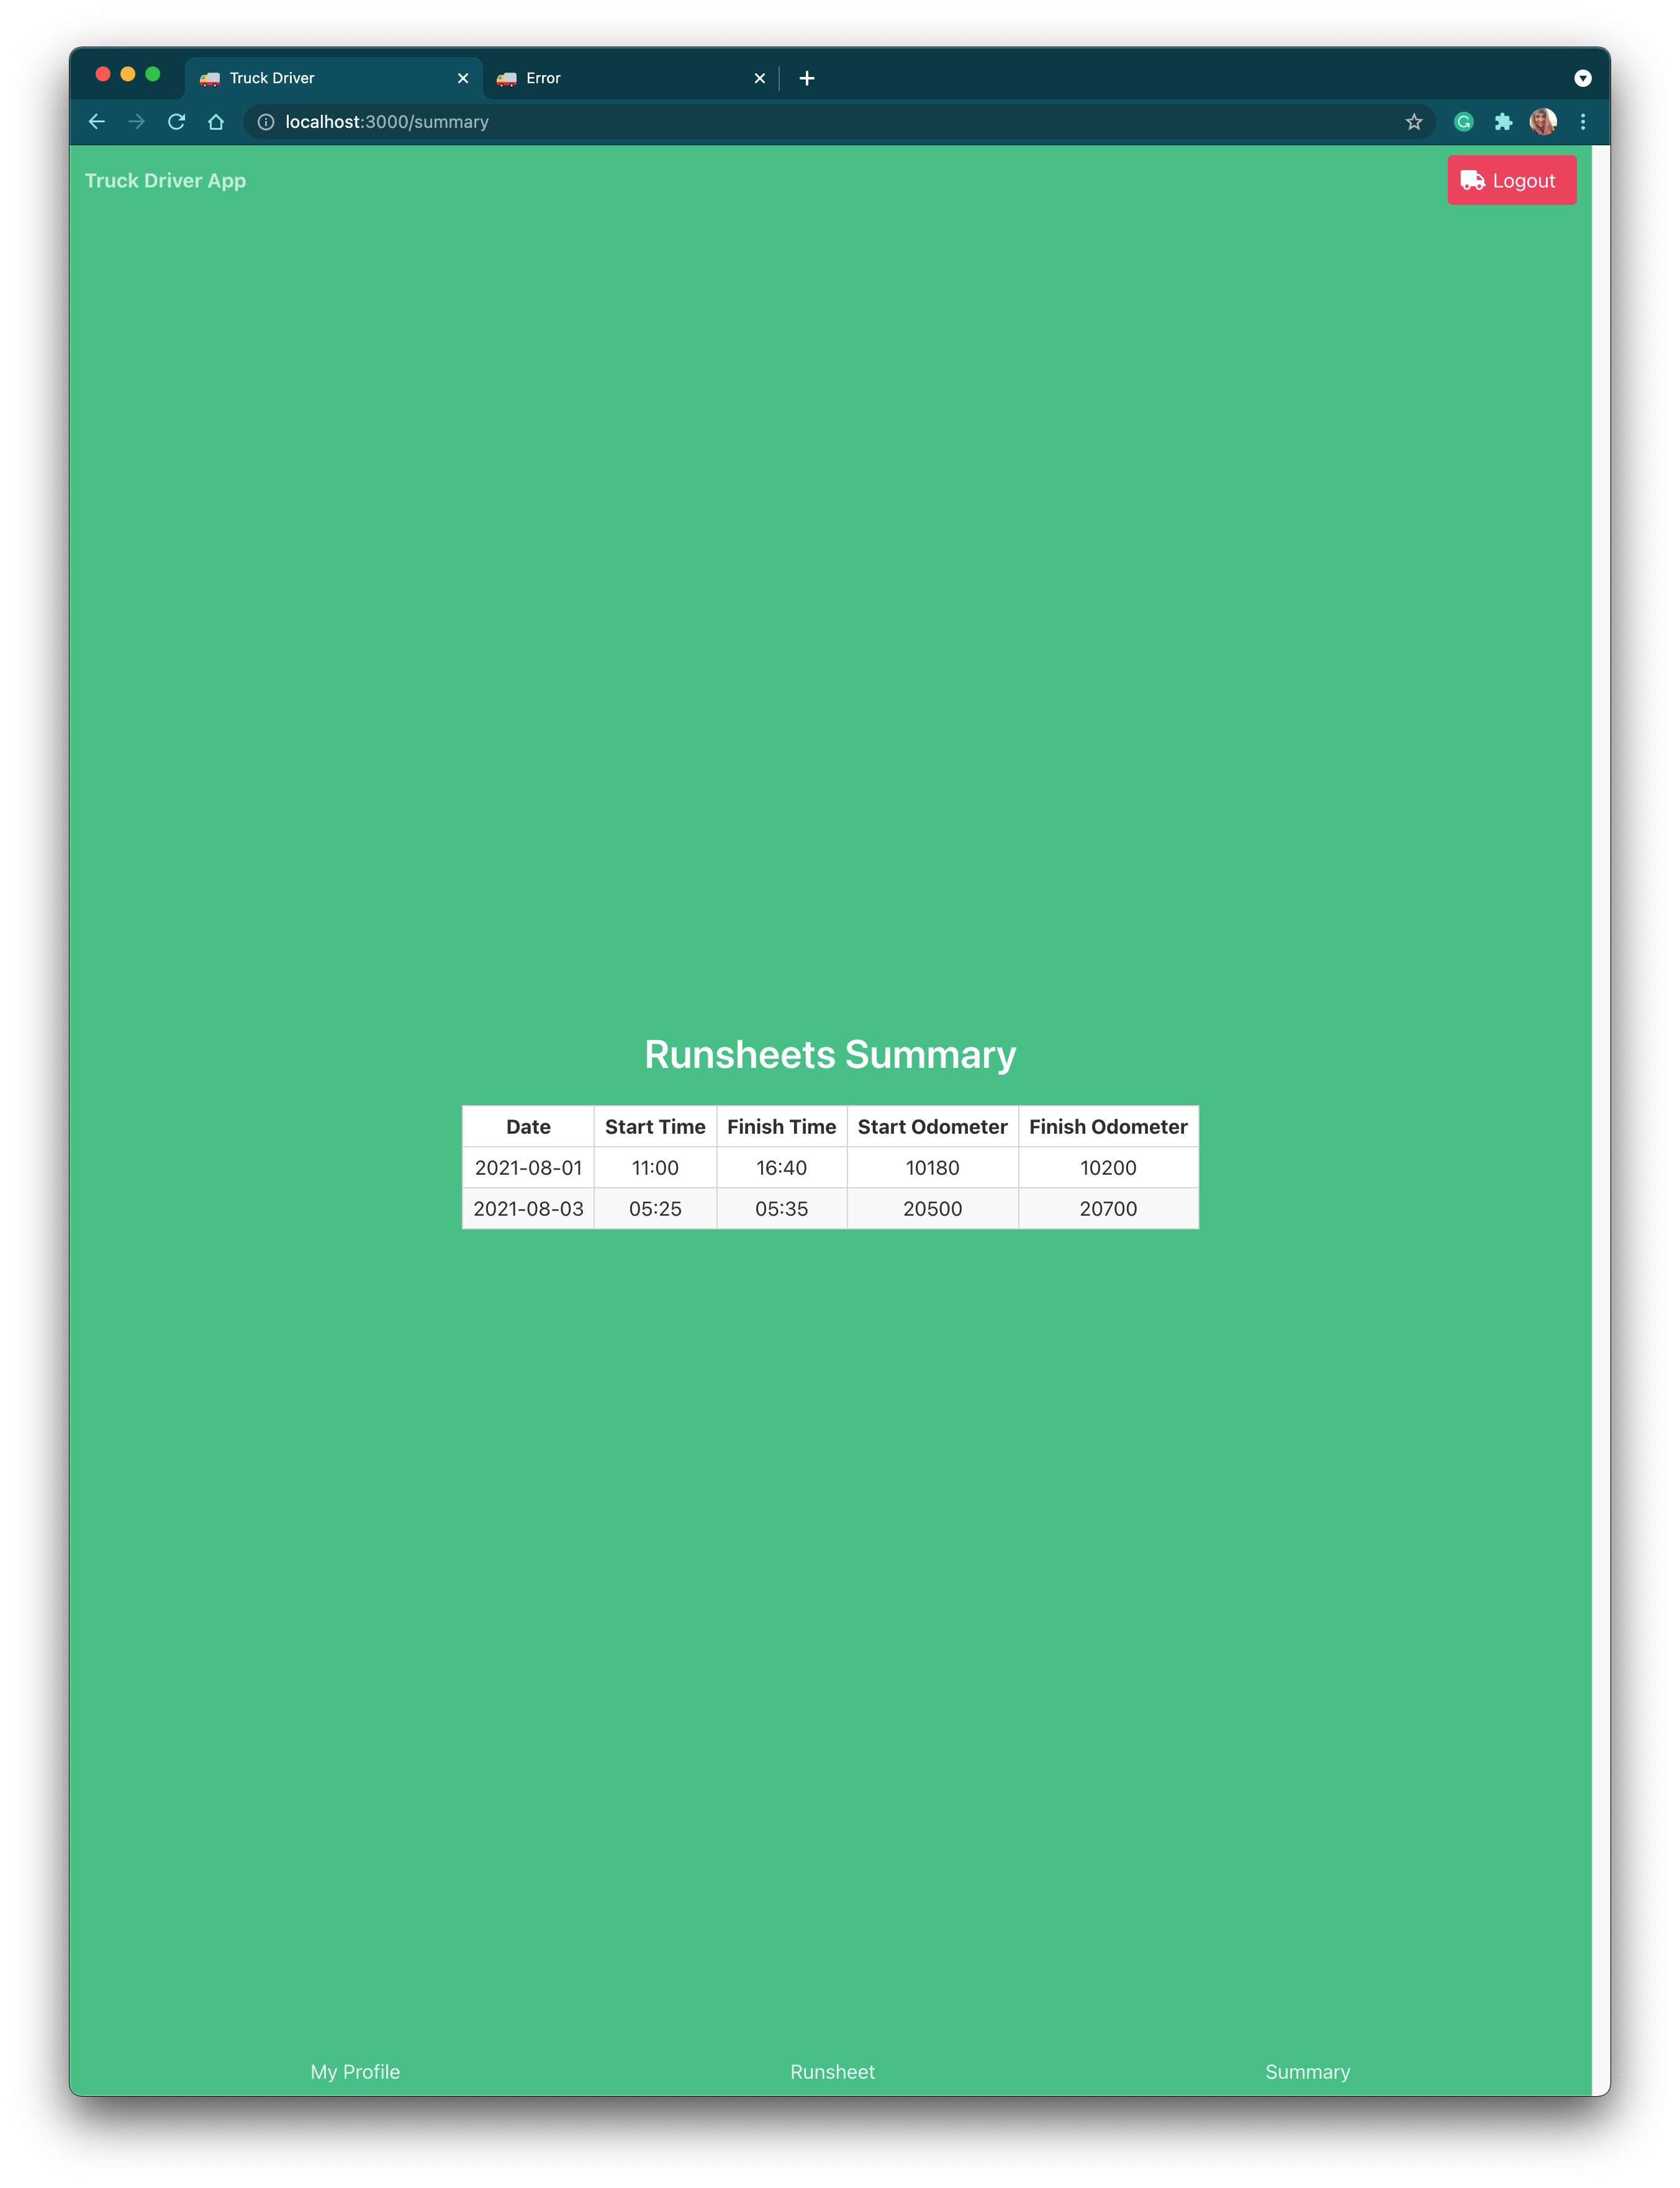 Truck Driver
Error
localhost:3000/summary
Truck Driver App
Logout
Runsheets Summary
Date Start Time Finish Time Start Odometer Finish Odometer
2021-08-01 11:00 16:40 10180 10200
2021-08-03 05:25 05:35 20500 20700
My Profile Runsheet Summary